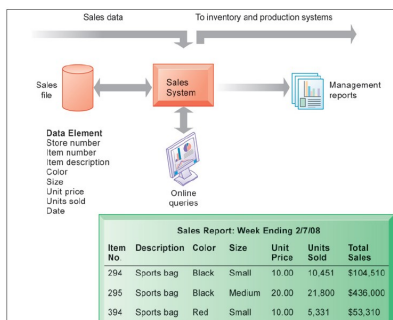 Sales data
To inventory and production systems
Sales
file
Sales
System
Management
reports
Online
queries
Data Element
Store number
Item number
Item description
Color
Size
Unit price
Units sold
Date
Sales Report: Week Ending 2/7/08
Item No. Description Color Size Unit Price Units Sold Total Sales
294 Sports bag Black Small 10.00 10,451 $104,510
295 Sports bag Black Medium 20.00 21,800 $436,000
394 Sports bag Red Small 10.00 5,331 $53,310